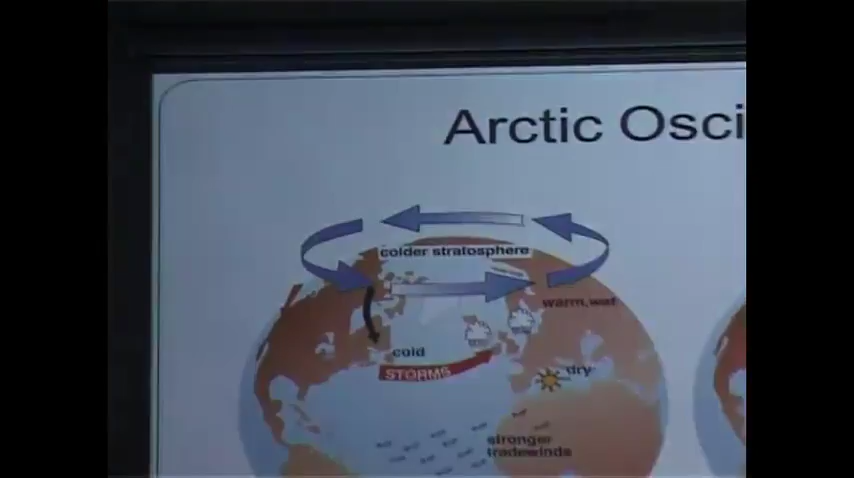 Arctic Osci
colder stratosphere
warm, wet
cold
STORMS
dry
stronger
tradewinds